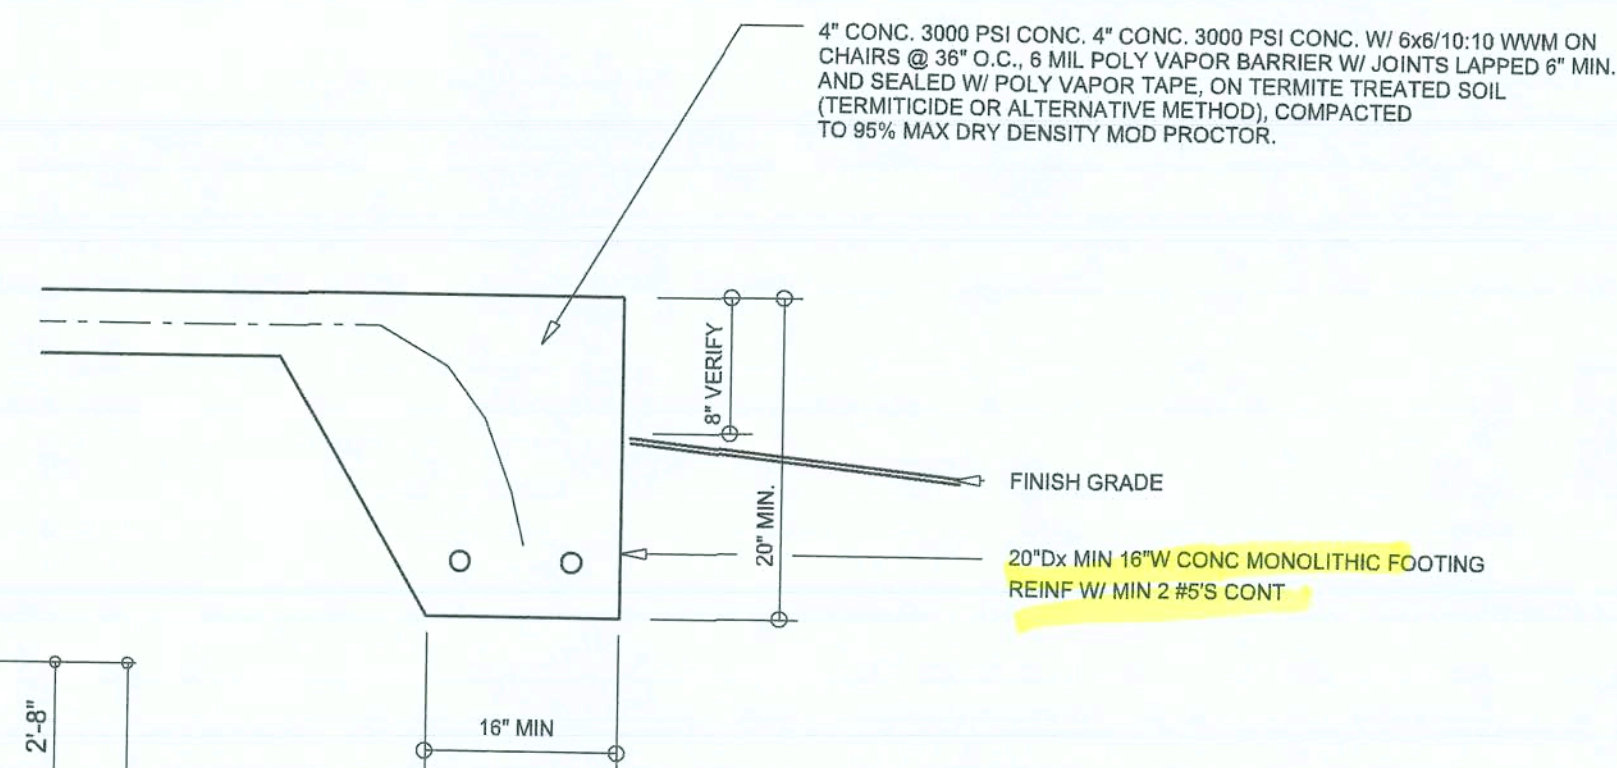 4" CONC. 3000 PSI CONC. 4" CONC. 3000 PSI CONC. W/ 6x6/10:10 WWM ON
CHAIRS @ 36" O.C., 6 MIL POLY VAPOR BARRIER W/ JOINTS LAPPED 6" MIN.
AND SEALED W/ POLY VAPOR TAPE, ON TERMITE TREATED SOIL
(TERMITICIDE OR ALTERNATIVE METHOD), COMPACTED
TO 95% MAX DRY DENSITY MOD PROCTOR.
8" VERIFY
20" MIN.
FINISH GRADE
20"Dx MIN 16"W CONC MONOLITHIC FOOTING
REINF W/ MIN 2 #5'S CONT
16" MIN
2'-8"